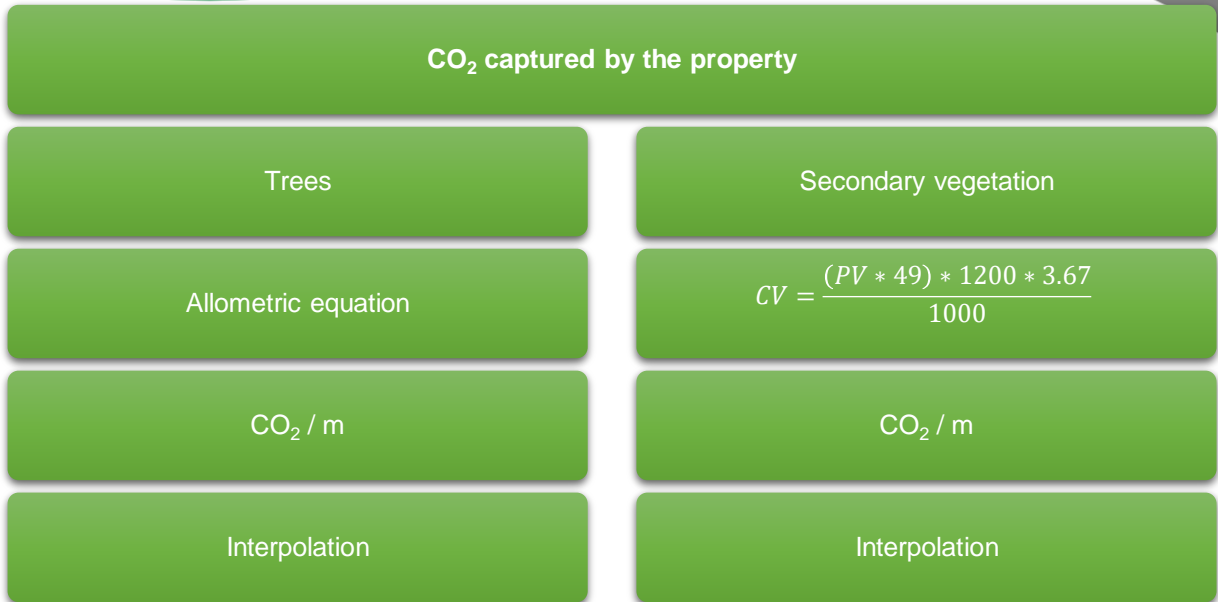 CO₂ captured by the property
Trees
Secondary vegetation
Allometric equation
CV = (PV * 49) * 1200 * 3.67 / 1000
CO₂ / m
CO₂ / m
Interpolation
Interpolation